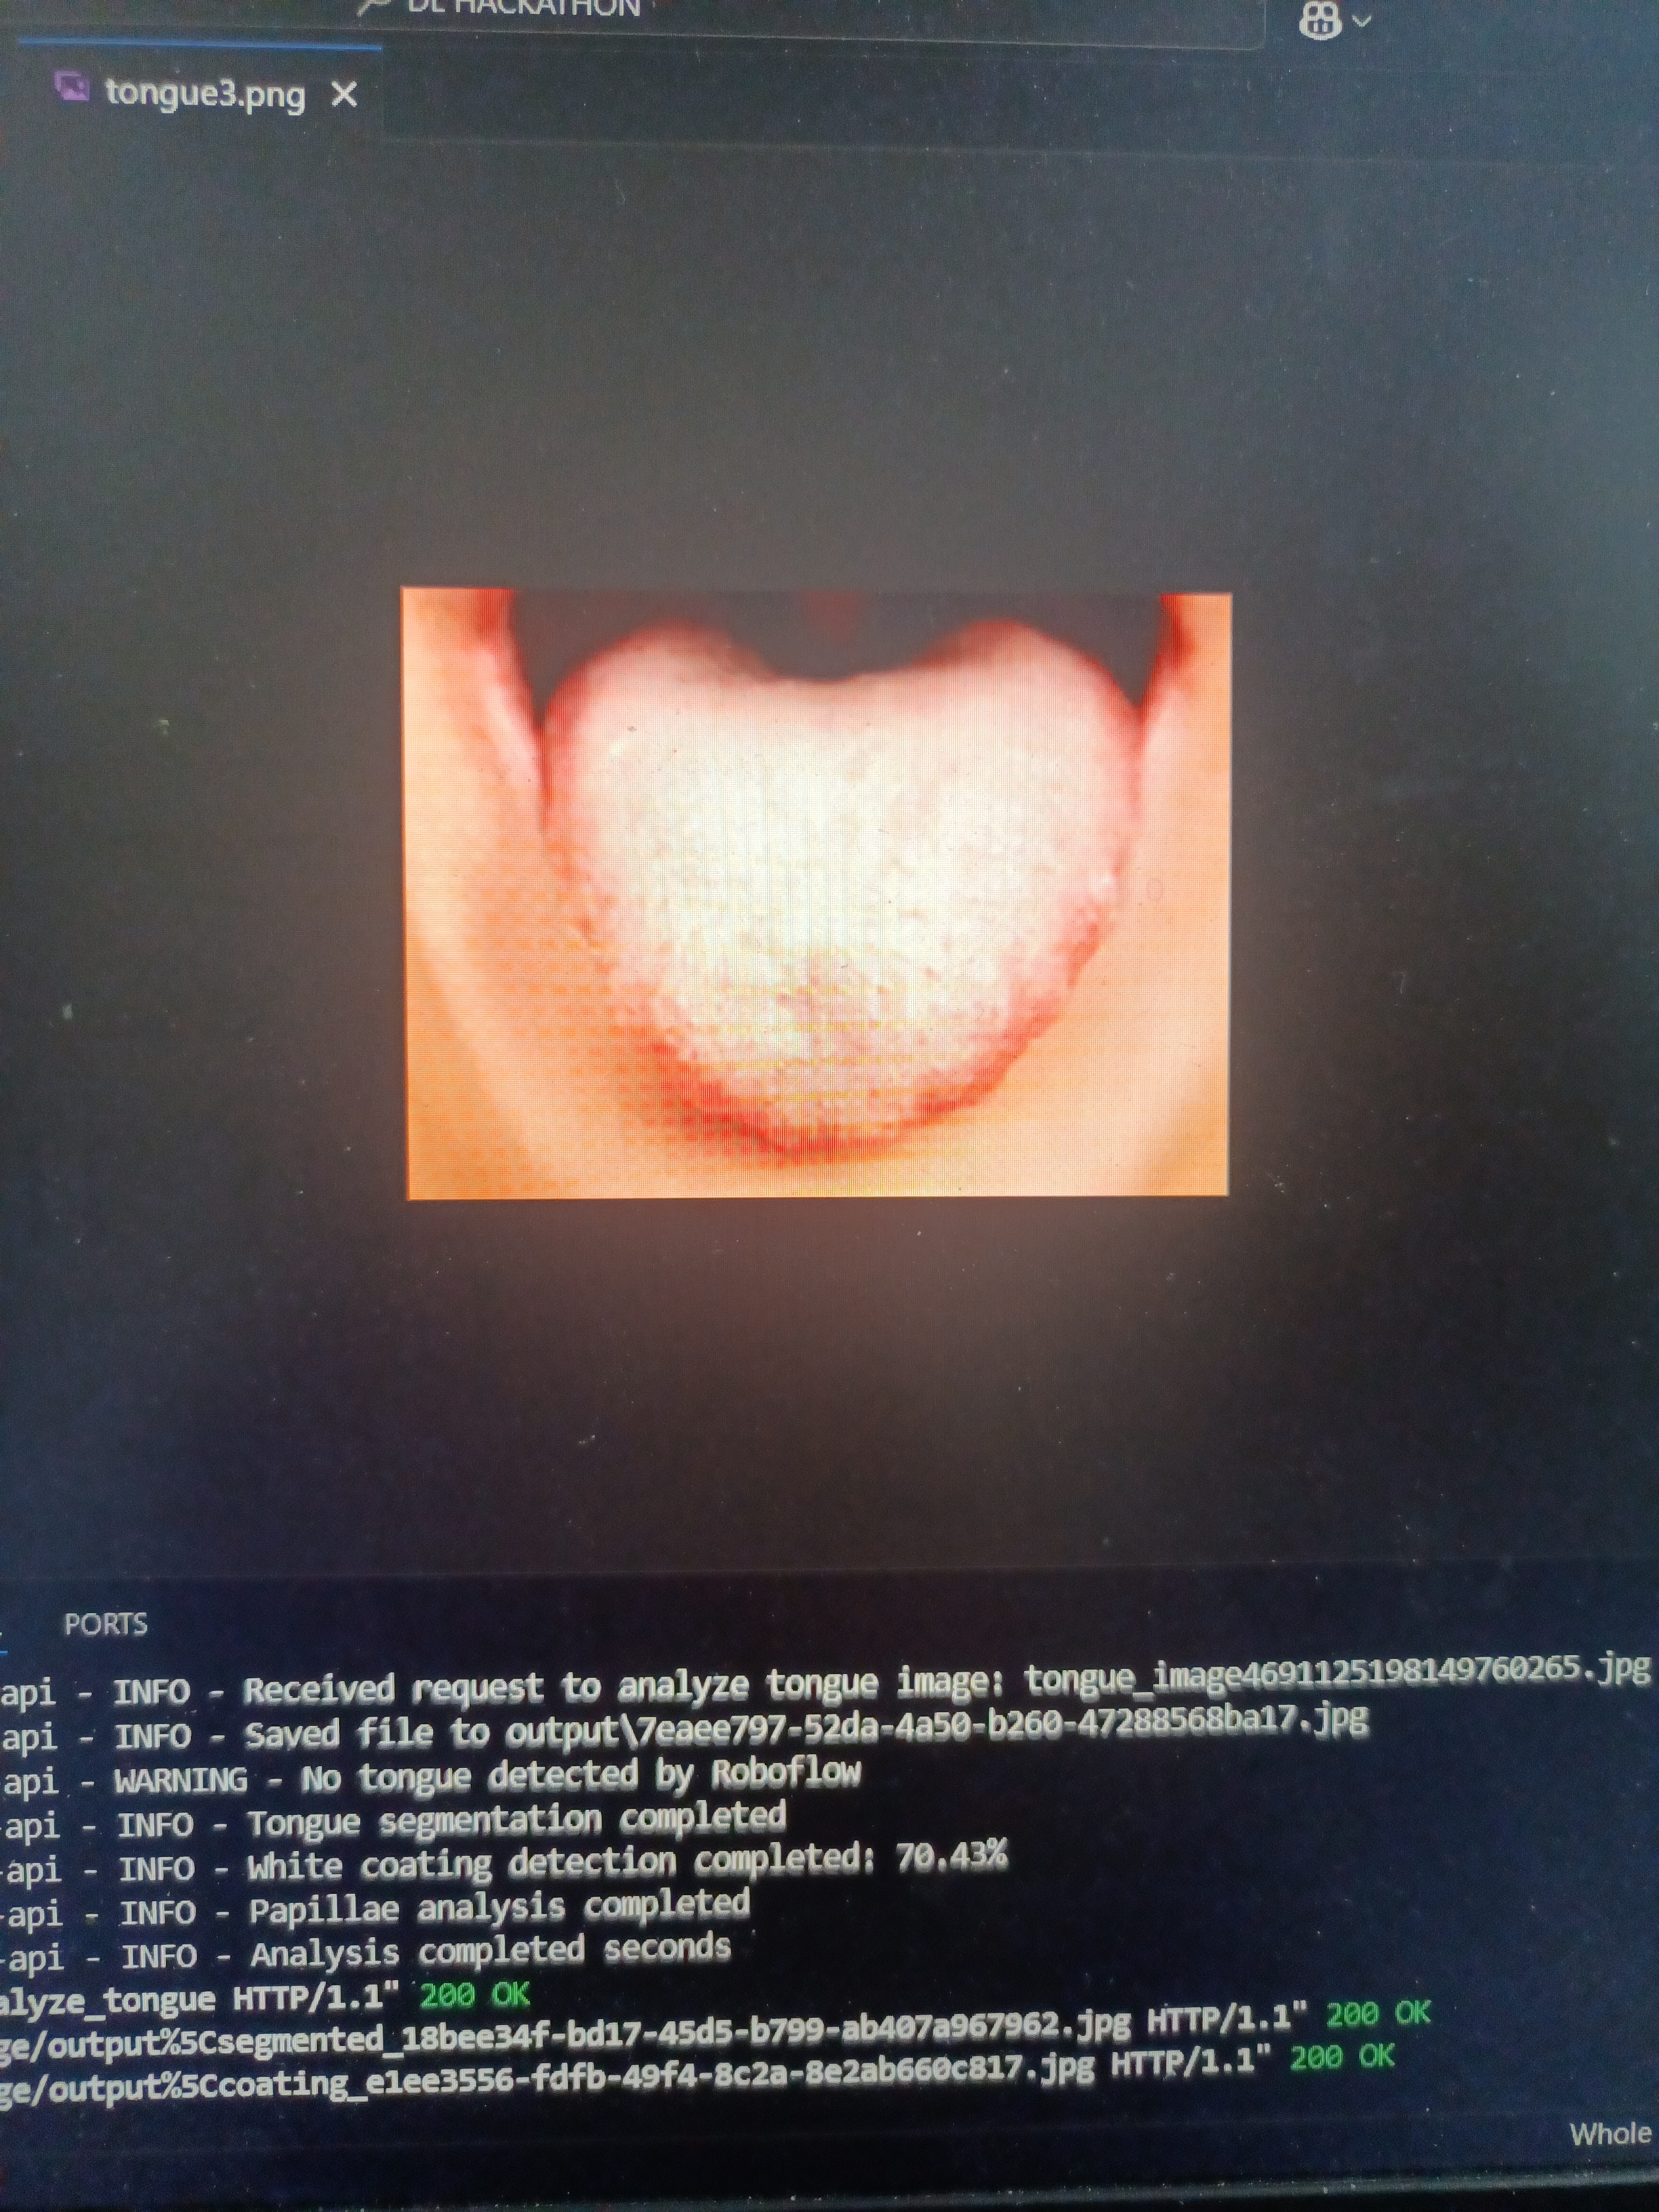 DL HACKATHON
tongue3.png
PORTS
api - INFO - Received request to analyze tongue image: tongue_image4691125198149760265.jpg
api - INFO - Saved file to output\7eaee797-52da-4a50-b260-47288568ba17.jpg
api - WARNING - No tongue detected by Roboflow
-api - INFO - Tongue segmentation completed
-api - INFO - White coating detection completed: 70.43%
-api - INFO - Papillae analysis completed
-api - INFO - Analysis completed seconds
alyze_tongue HTTP/1.1" 200 OK
ge/output%5Csegmented_18bee34f-bd17-45d5-b799-ab407a967962.jpg HTTP/1.1" 200 OK
ge/output%5Ccoating_e1ee3556-fdfb-49f4-8c2a-8e2ab660c817.jpg HTTP/1.1" 200 OK
Whole